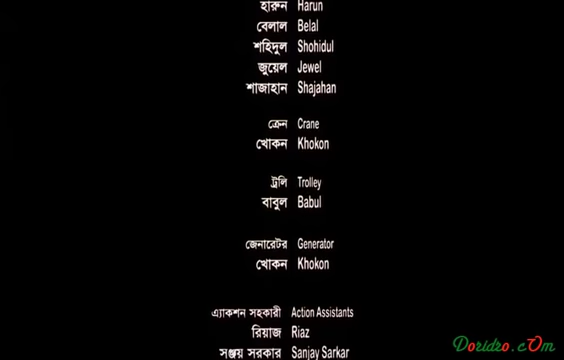 হারুন Harun
বেলাল Belal
শহিদুল Shohidul
জুয়েল Jewel
শাজাহান Shajahan
ক্রেন Crane
খোকন Khokon
ট্রলি Trolley
বাবুল Babul
জেনারেটর Generator
খোকন Khokon
এ্যাকশন সহকারী Action Assistants
রিয়াজ Riaz
সঞ্জয় সরকার Sanjay Sarkar
Doridro.cOm